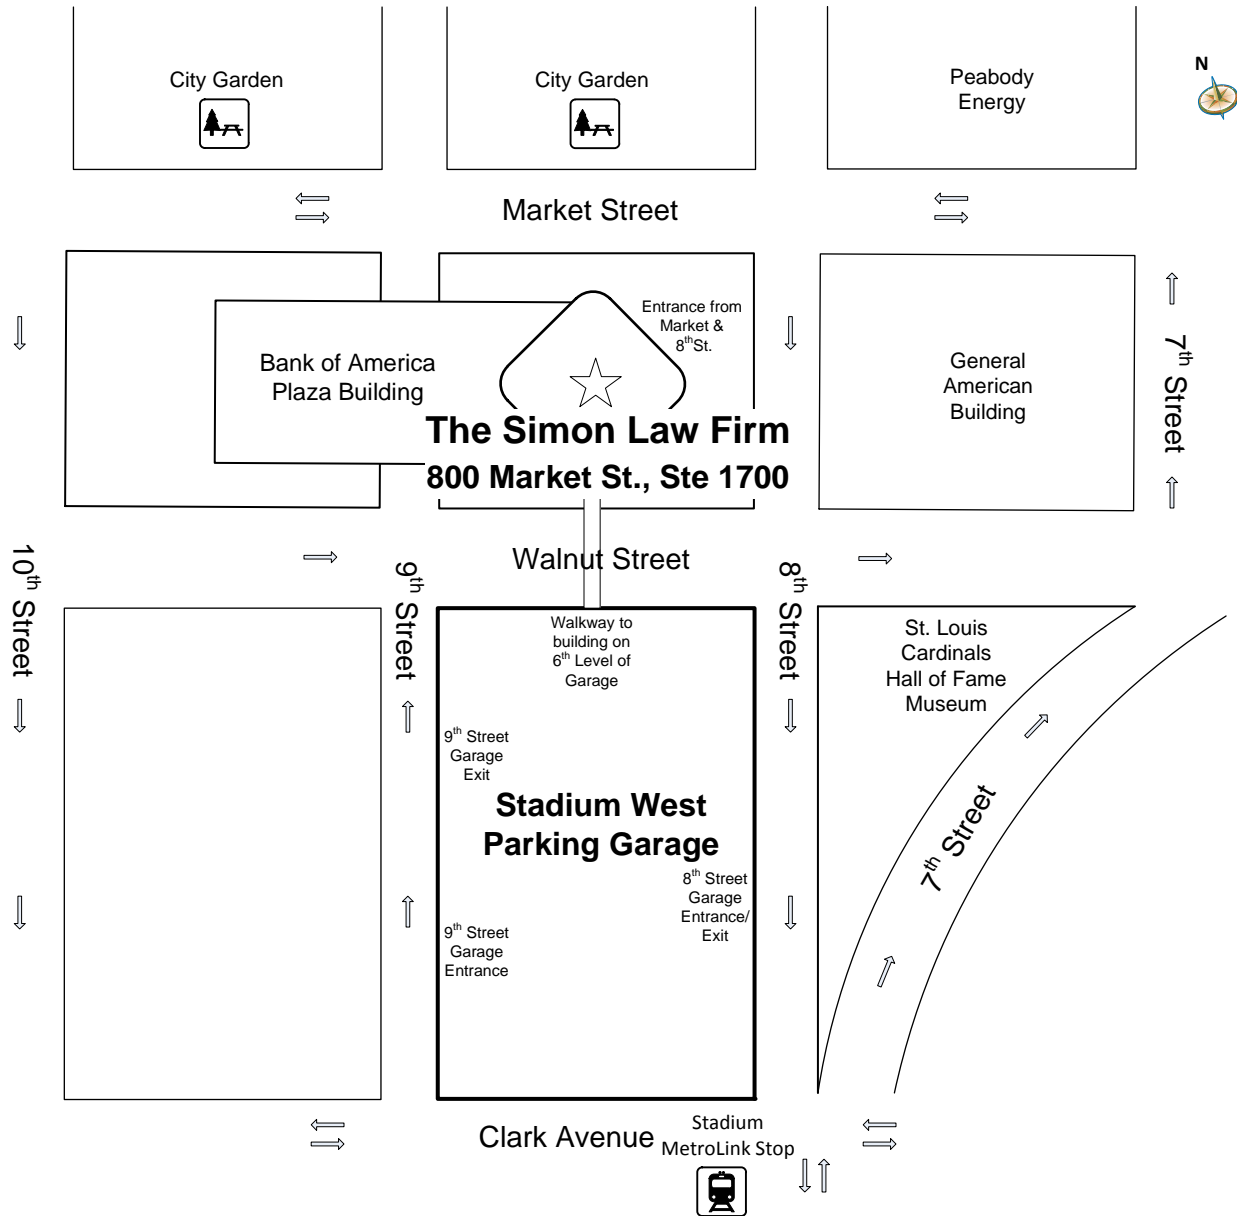 City Garden
City Garden
Peabody
Energy
N
Market Street
Entrance from
Market &
8th St.
Bank of America
Plaza Building
General
American
Building
7th Street
The Simon Law Firm
800 Market St., Ste 1700
10th Street
9th Street
Walnut Street
8th Street
Walkway to
building on
6th Level of
Garage
St. Louis
Cardinals
Hall of Fame
Museum
9th Street
Garage
Exit
Stadium West
Parking Garage
7th Street
8th Street
Garage
Entrance/
Exit
9th Street
Garage
Entrance
Clark Avenue
Stadium
MetroLink Stop